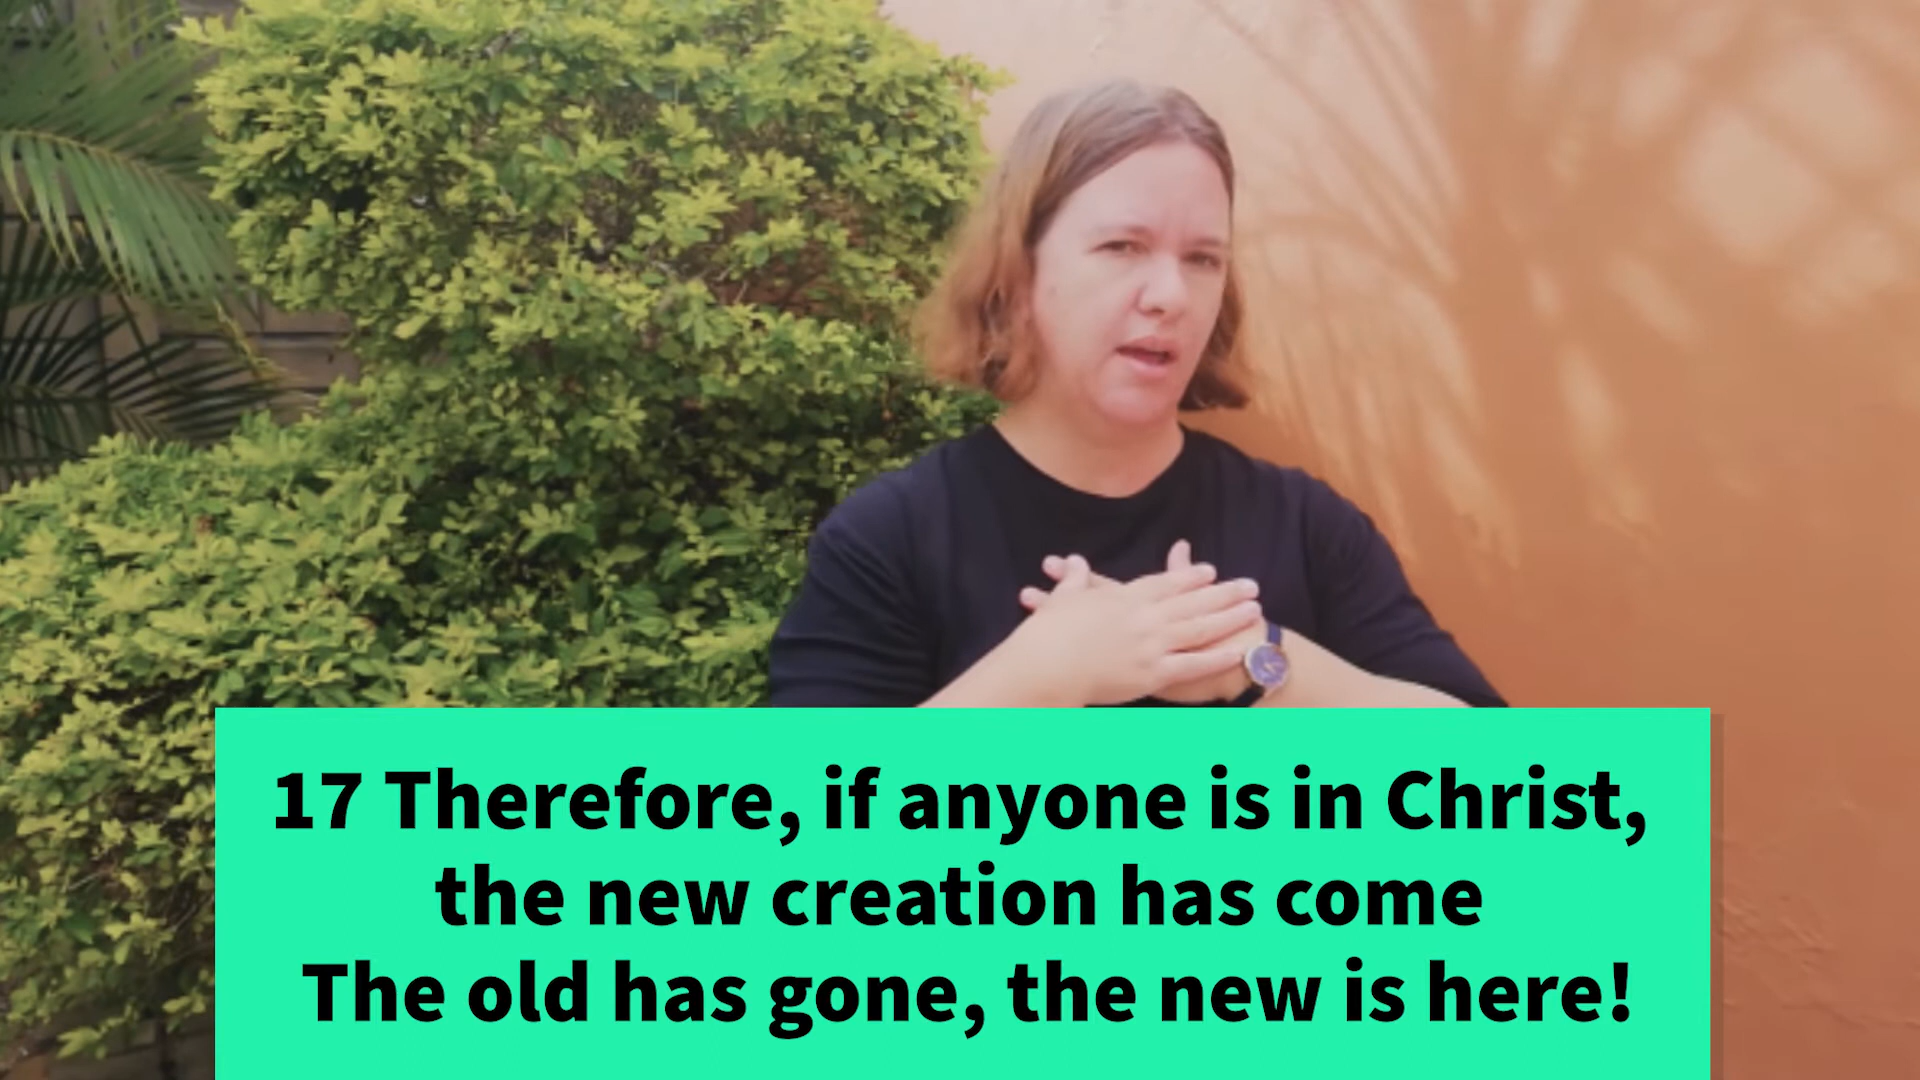 17 Therefore, if anyone is in Christ,
the new creation has come
The old has gone, the new is here!